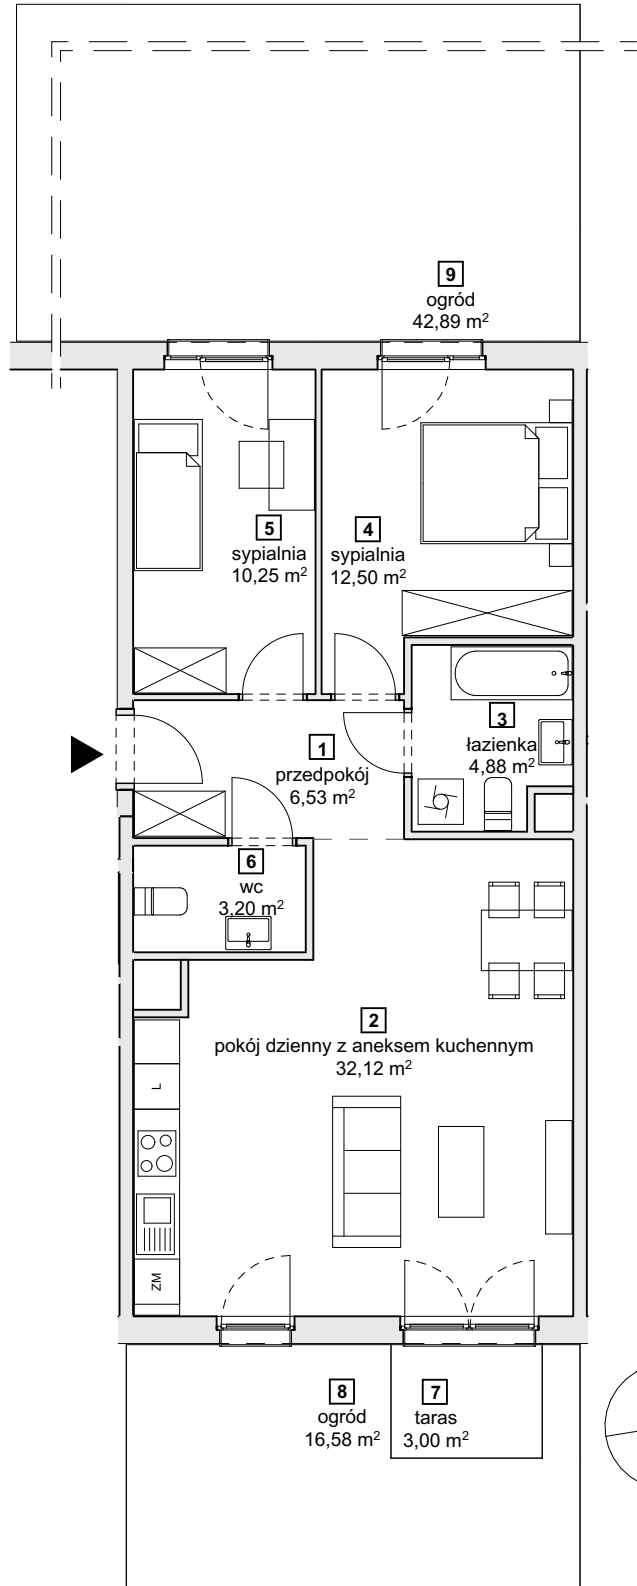 9
ogród
42,89 m²
5
sypialnia
10,25 m²
4
sypialnia
12,50 m²
3
łazienka
4,88 m²
1
przedpokój
6,53 m²
6
wc
3,20 m²
2
pokój dzienny z aneksem kuchennym
32,12 m²
L
ZM
8
ogród
16,58 m²
7
taras
3,00 m²